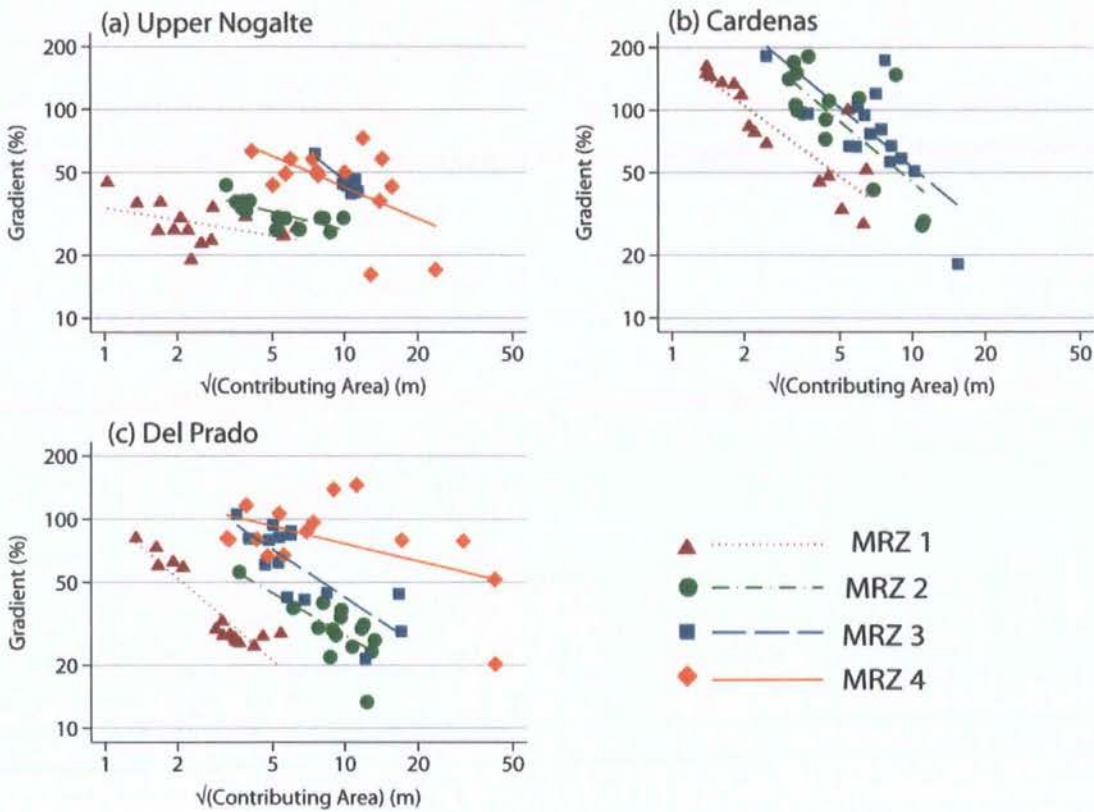 (a) Upper Nogalte
200
100
50
20
10
Gradient (%)
1 2 5 10 20 50
√(Contributing Area) (m)
(b) Cardenas
200
100
50
20
10
Gradient (%)
1 2 5 10 20 50
√(Contributing Area) (m)
(c) Del Prado
200
100
50
20
10
Gradient (%)
1 2 5 10 20 50
√(Contributing Area) (m)
MRZ 1
MRZ 2
MRZ 3
MRZ 4